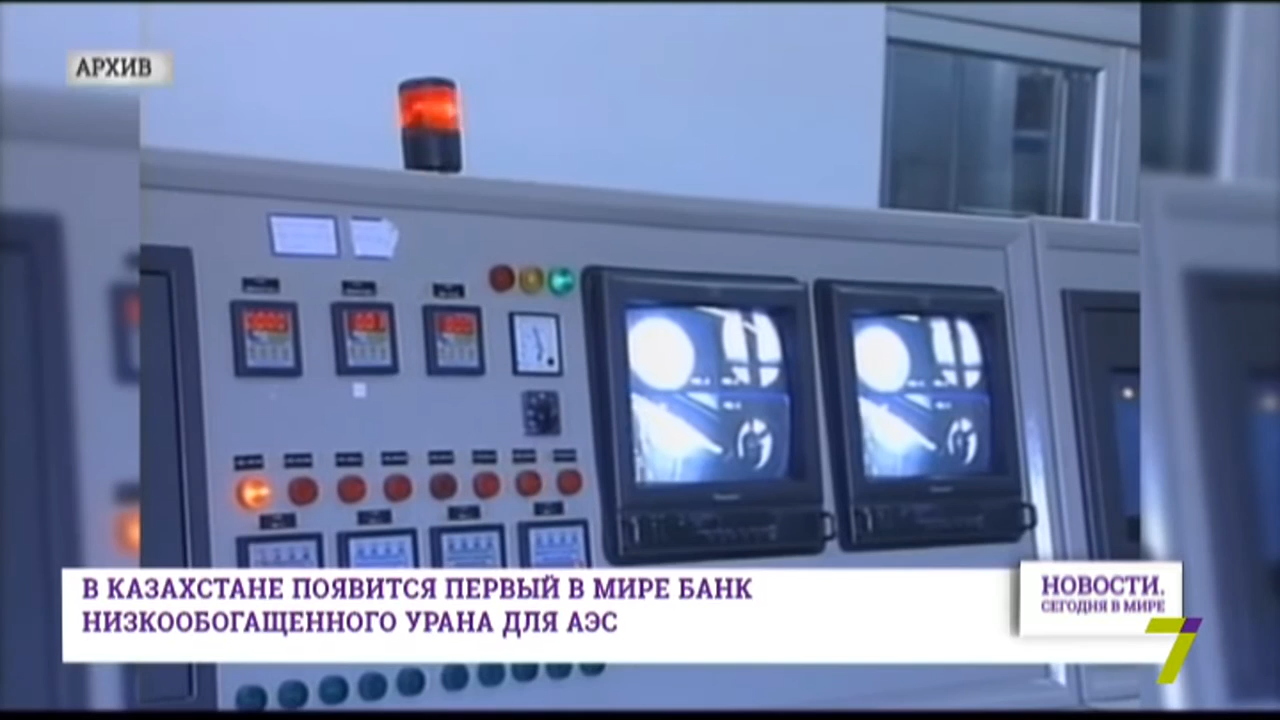 АРХИВ
В КАЗАХСТАНЕ ПОЯВИТСЯ ПЕРВЫЙ В МИРЕ БАНК
НИЗКООБОГАЩЕННОГО УРАНА ДЛЯ АЭС
НОВОСТИ.
СЕГОДНЯ В МИРЕ
7